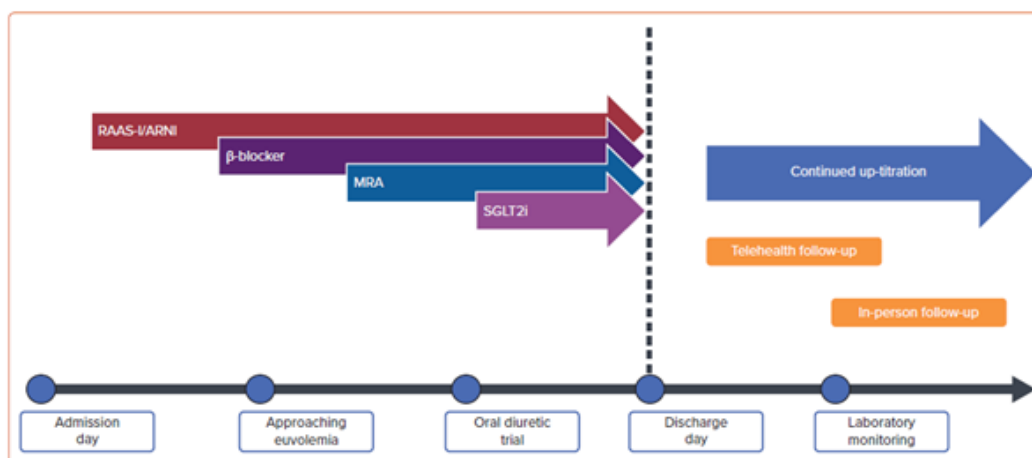 RAAS-I/ARNI
β-blocker
MRA
SGLT2i
Continued up-titration
Telehealth follow-up
In-person follow-up
Admission
day
Approaching
euvolemia
Oral diuretic
trial
Discharge
day
Laboratory
monitoring